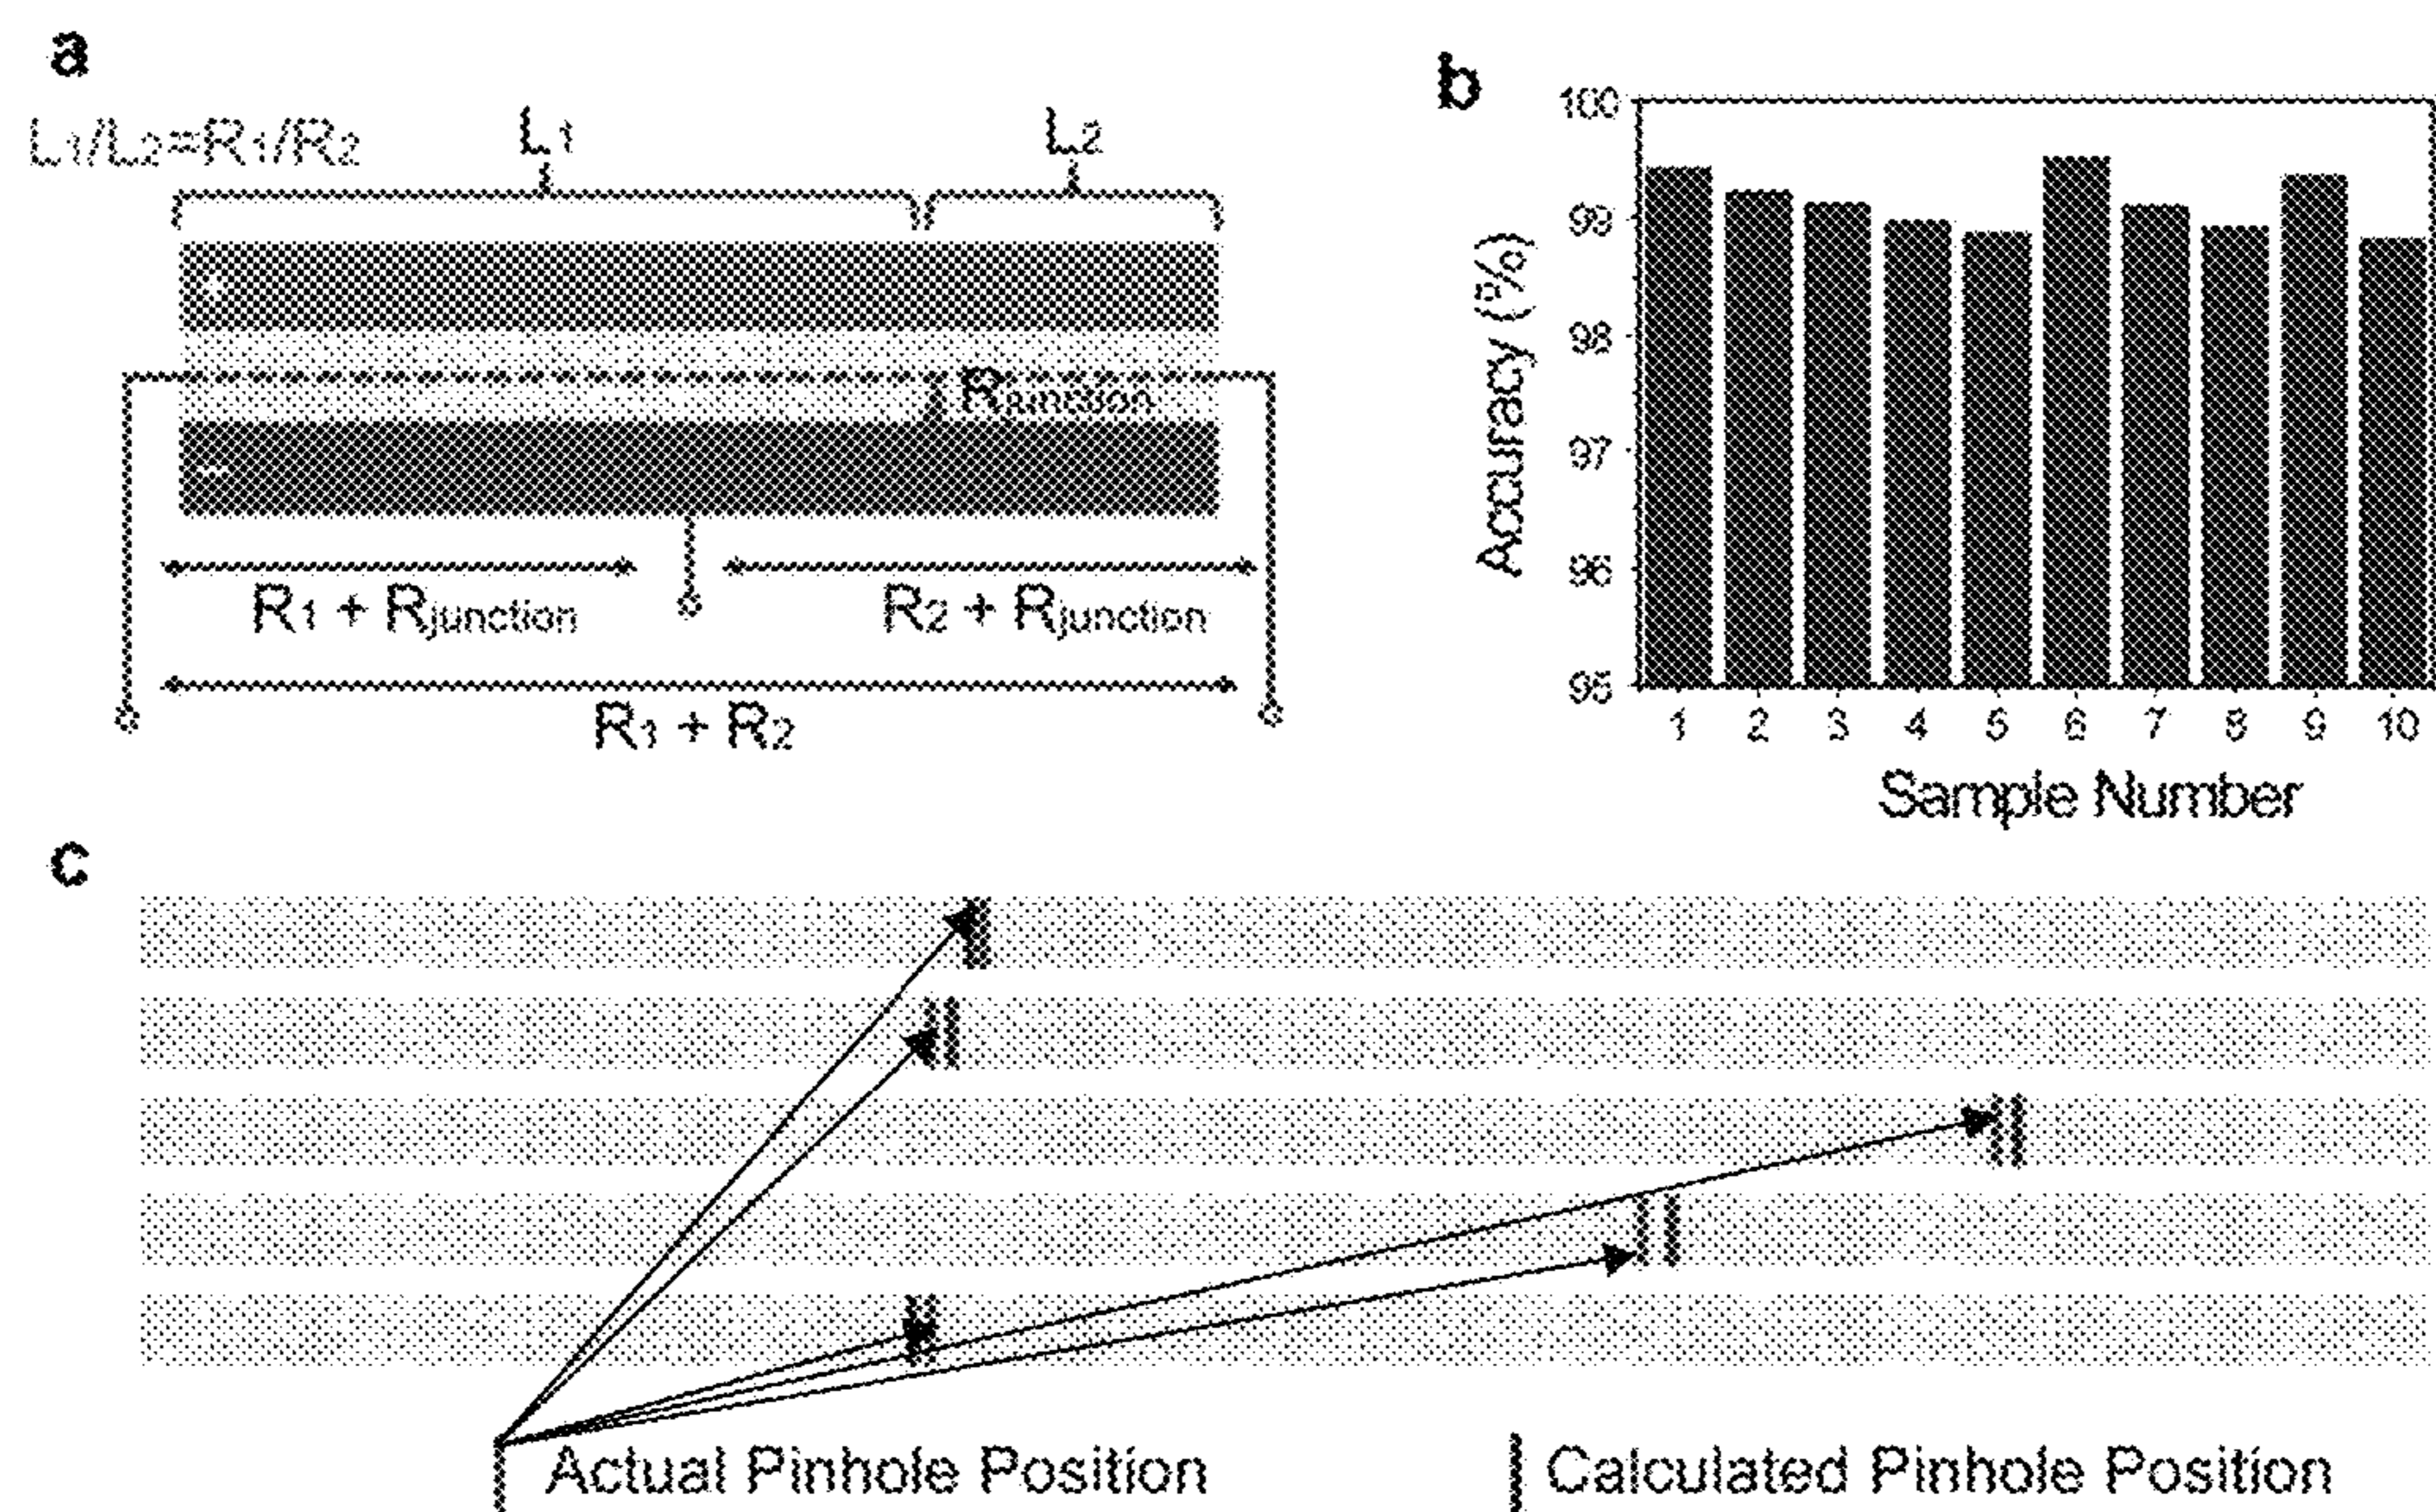 a
L1/L2=R1/R2
L1
L2
+
Rjunction
−
R1 + Rjunction
R2 + Rjunction
R1 + R2
b
100
99
98
97
96
95
Accuracy (%)
1 2 3 4 5 6 7 8 9 10
Sample Number
c
Actual Pinhole Position
Calculated Pinhole Position